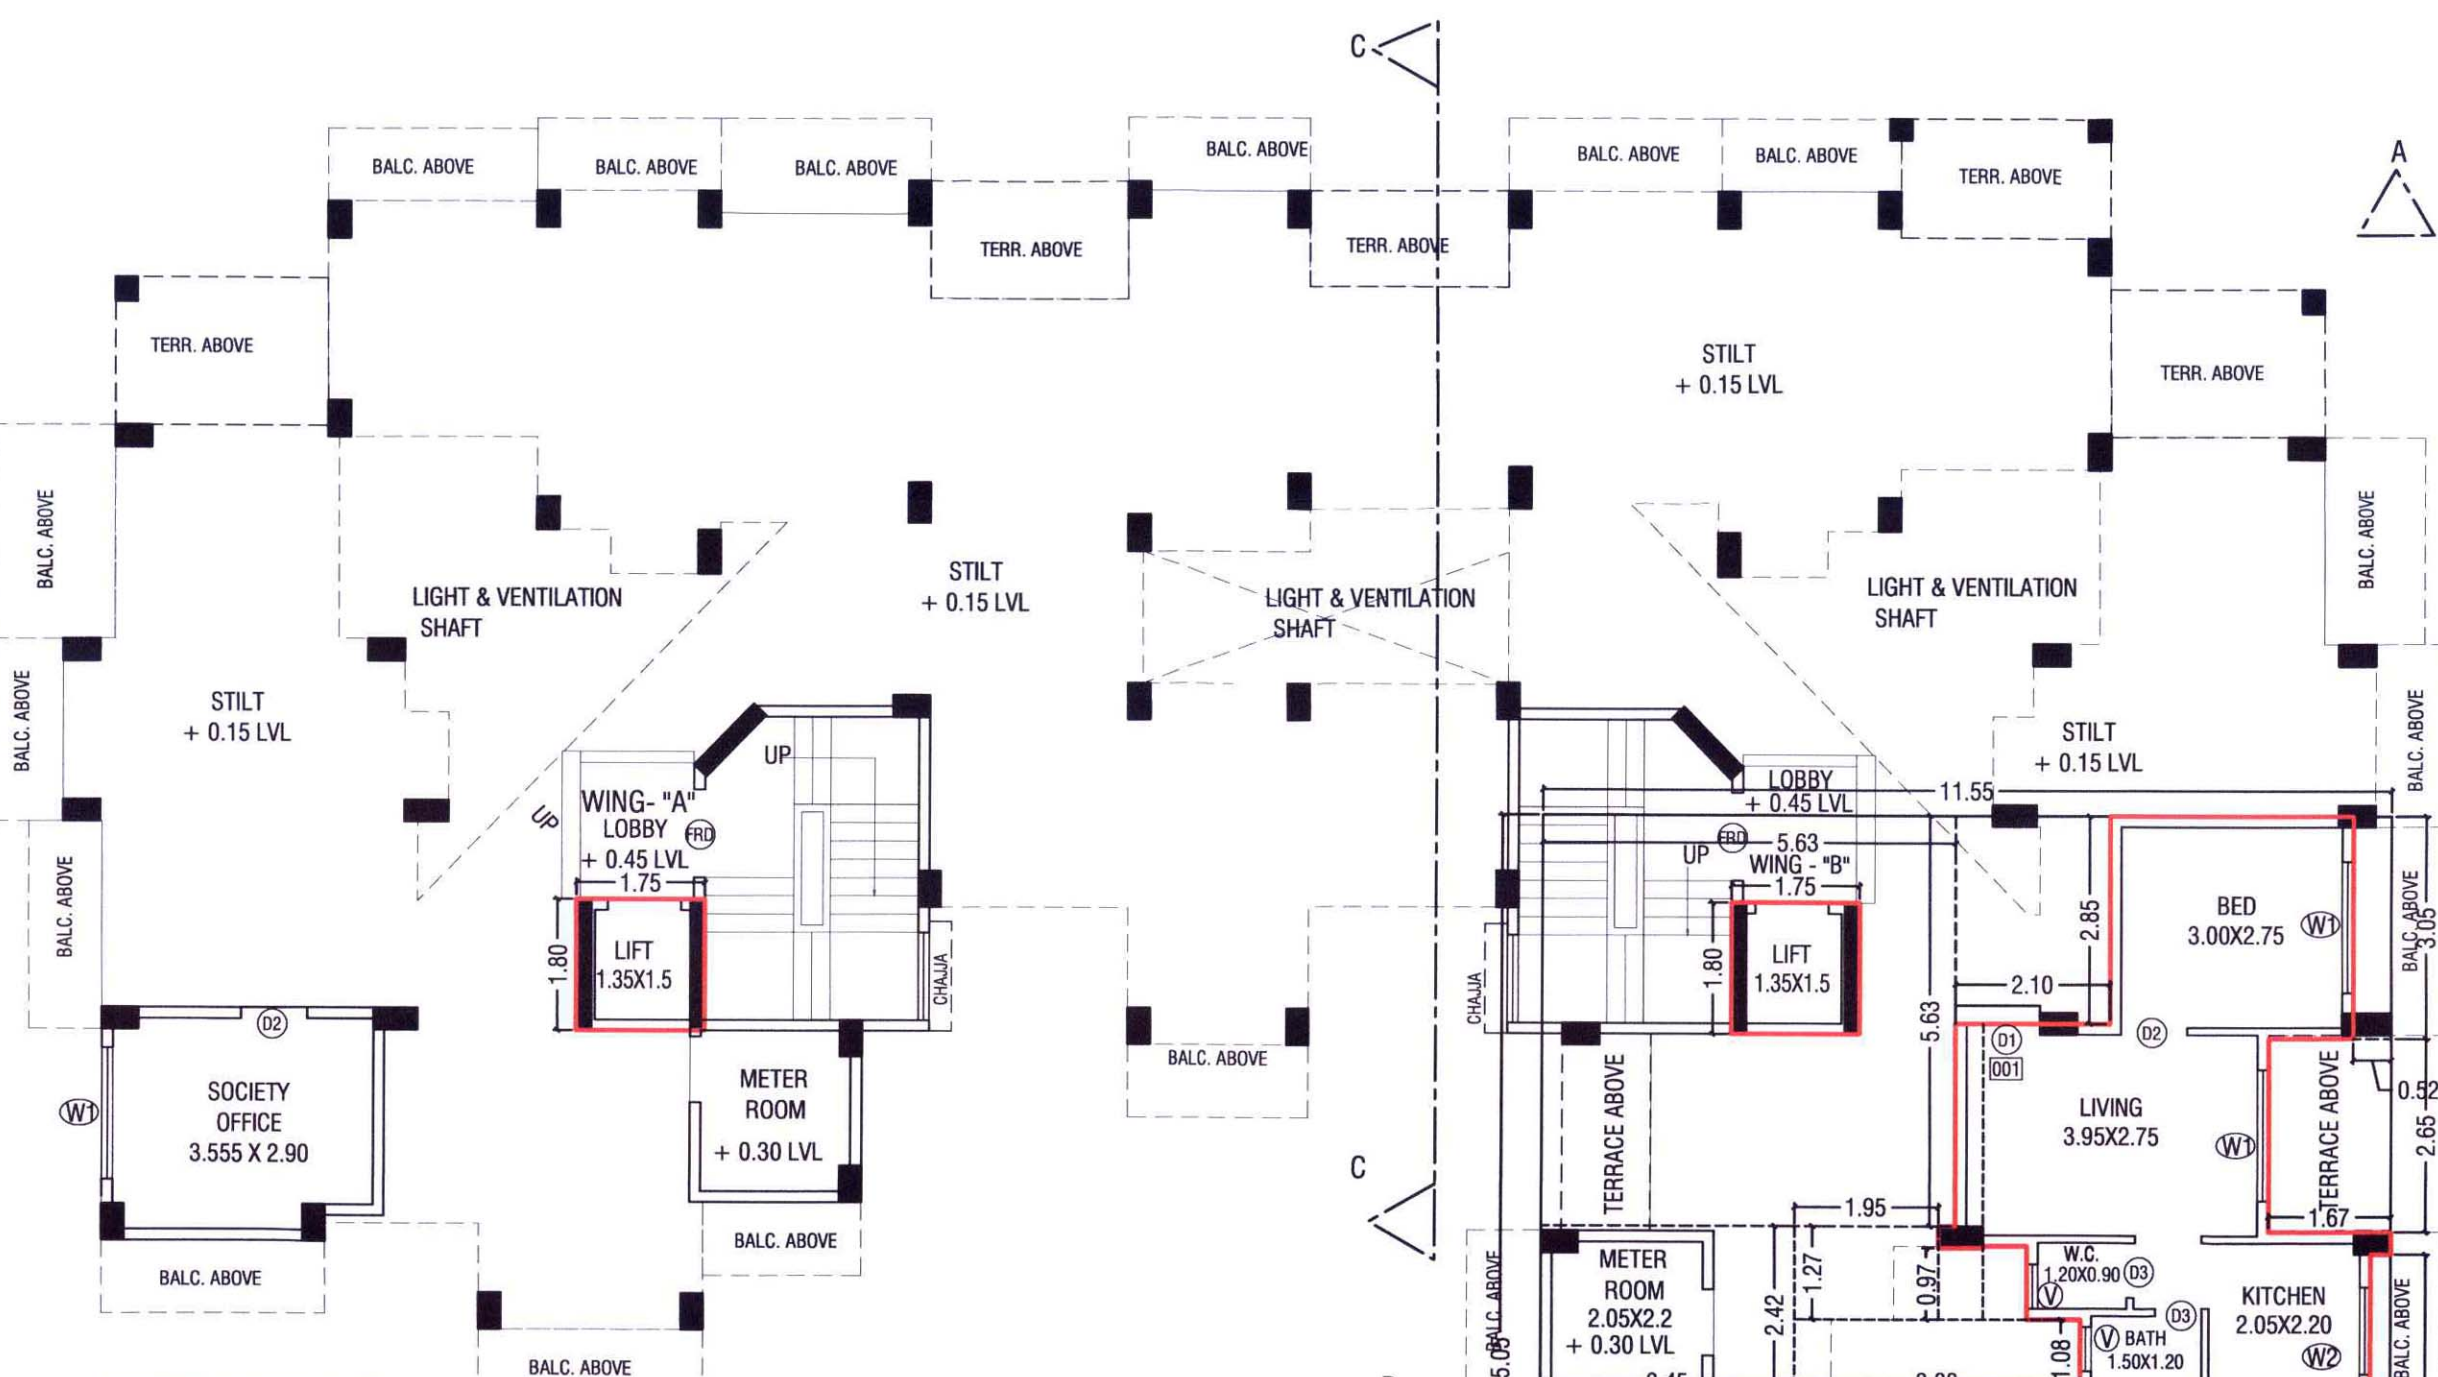 C
BALC. ABOVE
BALC. ABOVE
BALC. ABOVE
BALC. ABOVE
BALC. ABOVE
BALC. ABOVE
TERR. ABOVE
A
TERR. ABOVE
TERR. ABOVE
TERR. ABOVE
TERR. ABOVE
STILT
+ 0.15 LVL
BALC. ABOVE
BALC. ABOVE
LIGHT & VENTILATION
SHAFT
STILT
+ 0.15 LVL
LIGHT & VENTILATION
SHAFT
LIGHT & VENTILATION
SHAFT
BALC. ABOVE
STILT
+ 0.15 LVL
STILT
+ 0.15 LVL
BALC. ABOVE
UP
UP
WING- "A"
LOBBY
+ 0.45 LVL
FRD
1.75
1.80
LIFT
1.35X1.5
CHAJJA
LOBBY
+ 0.45 LVL
11.55
FRD
5.63
UP
WING - "B"
1.75
1.80
LIFT
1.35X1.5
CHAJJA
5.63
2.85
2.10
BED
3.00X2.75
W1
BALC. ABOVE
3.05
BALC. ABOVE
D2
SOCIETY
OFFICE
3.555 X 2.90
W1
METER
ROOM
+ 0.30 LVL
BALC. ABOVE
BALC. ABOVE
BALC. ABOVE
BALC. ABOVE
C
TERRACE ABOVE
D1
001
D2
LIVING
3.95X2.75
W1
TERRACE ABOVE
0.52
2.65
1.67
1.95
1.27
0.97
2.42
BALC. ABOVE
5.05
METER
ROOM
2.05X2.2
+ 0.30 LVL
W.C.
1.20X0.90
D3
V
D3
V
BATH
1.50X1.20
1.08
KITCHEN
2.05X2.20
W2
BALC. ABOVE